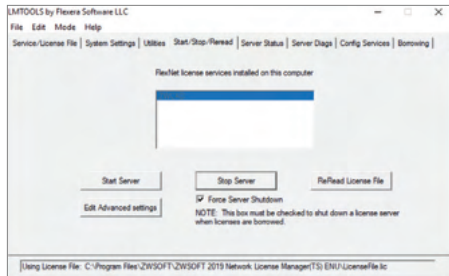 LMTOOLS by Flexera Software LLC
File Edit Mode Help
Service/License File System Settings Utilities Start/Stop/Reread Server Status Server Diags Config Services Borrowing
FlexNet license services installed on this computer
Start Server Stop Server ReRead License File
Edit Advanced settings Force Server Shutdown
NOTE: This box must be checked to shut down a license server
when licenses are borrowed.
Using License File: C:\Program Files\ZWSOFT\ZWSOFT 2019 Network License Manager(TS) ENU\LicenseFile.lic